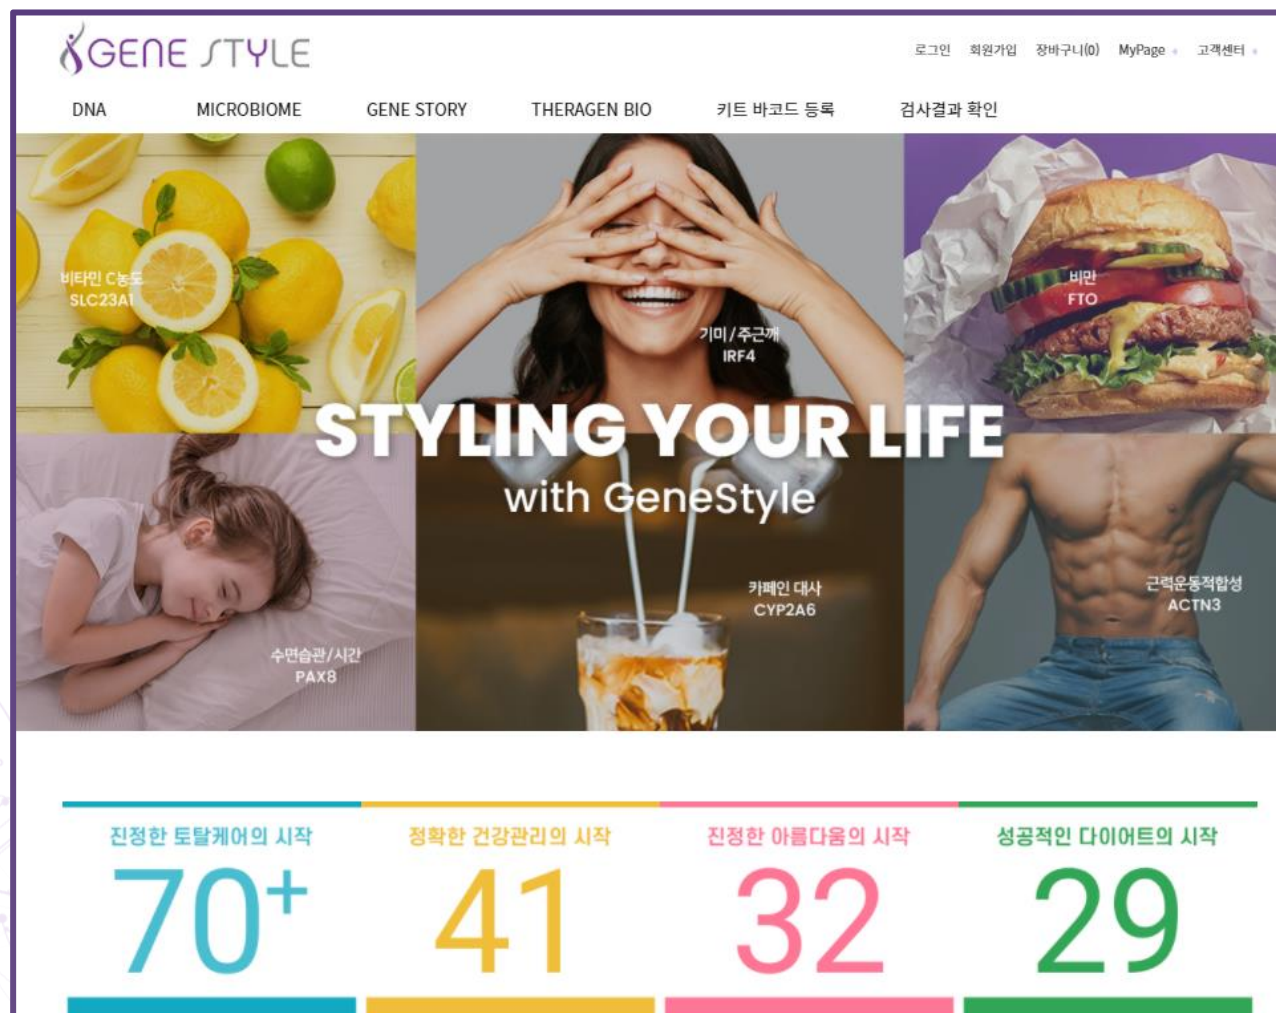 GENE STYLE
로그인 회원가입 장바구니(0) MyPage 고객센터
DNA MICROBIOME GENE STORY THERAGEN BIO 키트 바코드 등록 검사결과 확인
비타민 C농도
SLC23A1
기미/주근깨
IRF4
비만
FTO
STYLING YOUR LIFE
with GeneStyle
수면습관/시간
PAX8
카페인 대사
CYP2A6
근력운동적합성
ACTN3
진정한 토탈케어의 시작
70+
정확한 건강관리의 시작
41
진정한 아름다움의 시작
32
성공적인 다이어트의 시작
29